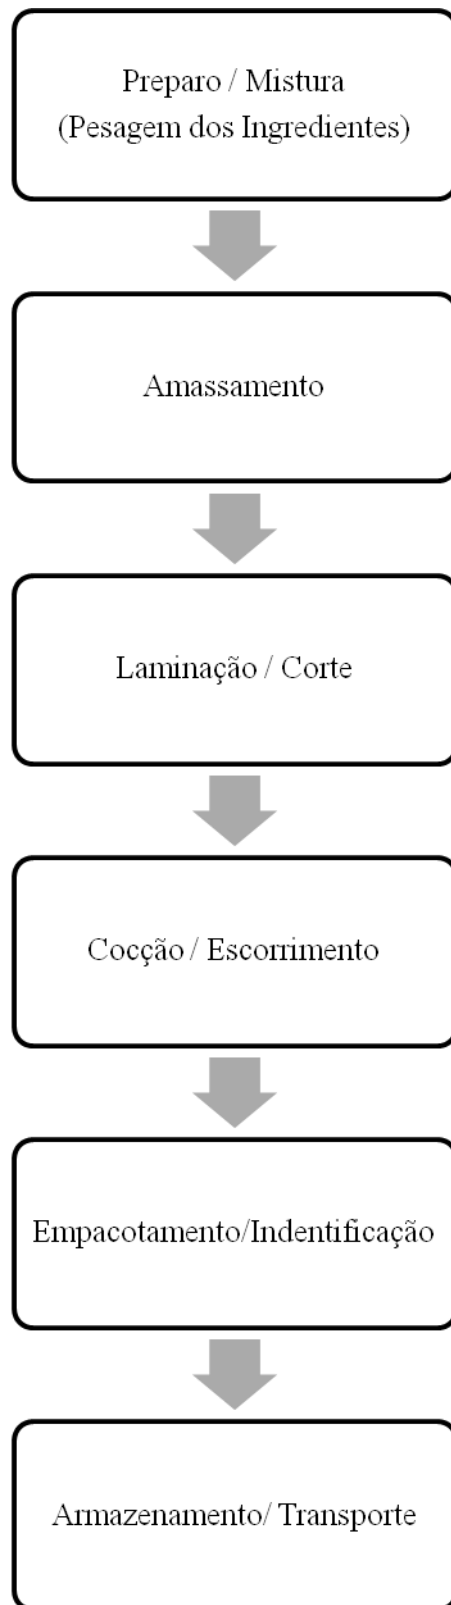 Preparo / Mistura
(Pesagem dos Ingredientes)
Amassamento
Laminação / Corte
Cocção / Escorrimento
Empacotamento/Indentificação
Armazenamento/ Transporte